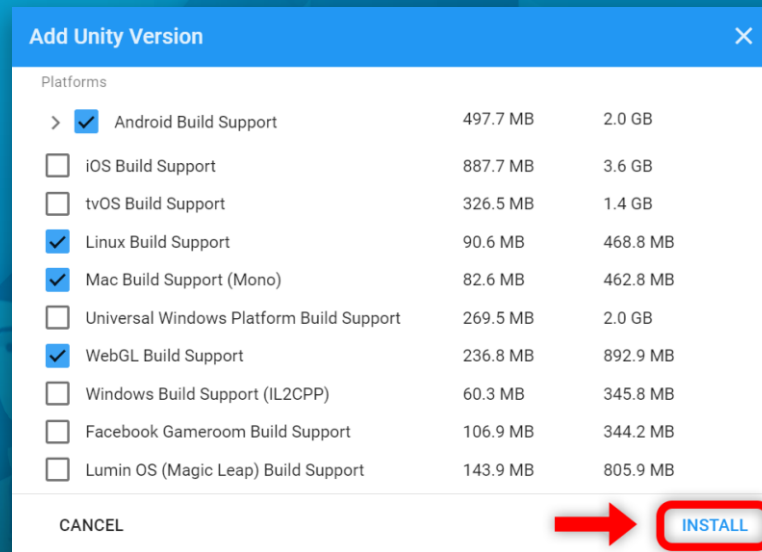 Add Unity Version
Platforms
Android Build Support 497.7 MB 2.0 GB
iOS Build Support 887.7 MB 3.6 GB
tvOS Build Support 326.5 MB 1.4 GB
Linux Build Support 90.6 MB 468.8 MB
Mac Build Support (Mono) 82.6 MB 462.8 MB
Universal Windows Platform Build Support 269.5 MB 2.0 GB
WebGL Build Support 236.8 MB 892.9 MB
Windows Build Support (IL2CPP) 60.3 MB 345.8 MB
Facebook Gameroom Build Support 106.9 MB 344.2 MB
Lumin OS (Magic Leap) Build Support 143.9 MB 805.9 MB
CANCEL INSTALL